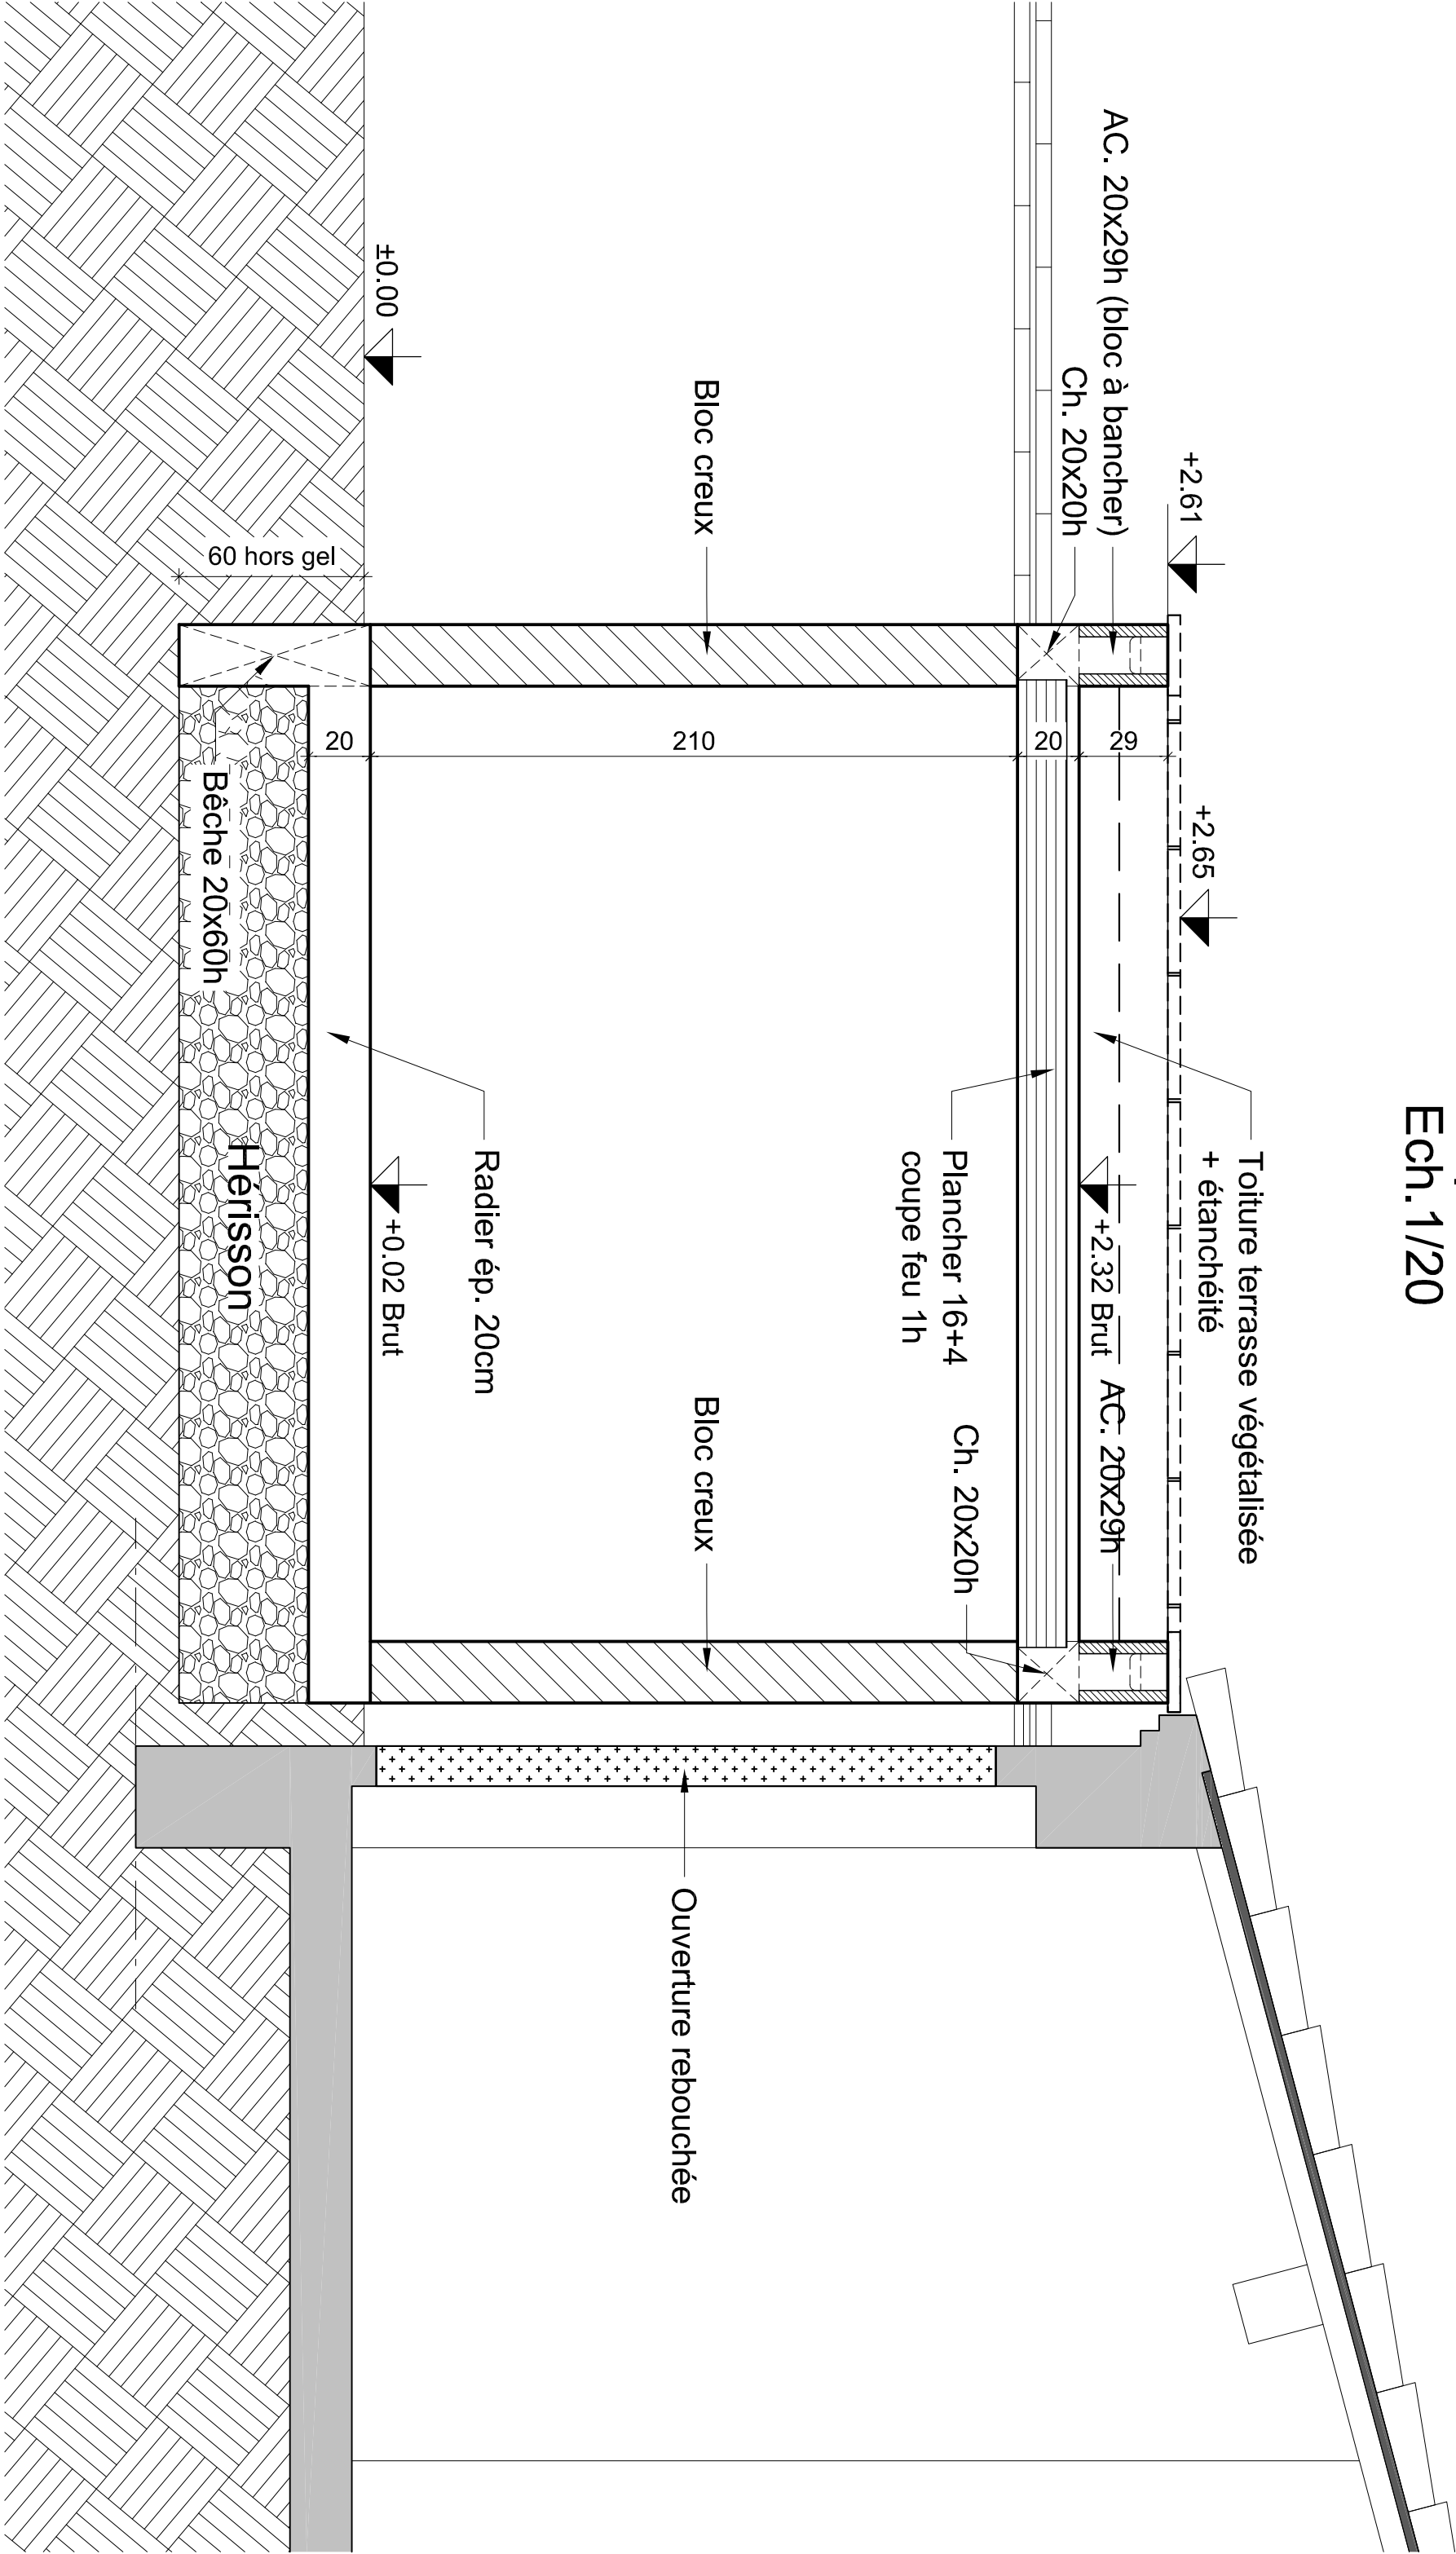 Ech.1/20
+2.61
+2.65
Toiture terrasse végétalisée
+ étanchéité
AC. 20x29h (bloc à bancher)
Ch. 20x20h
29
20
210
20
+2.32 Brut
AC. 20x29h
Plancher 16+4
coupe feu 1h
Ch. 20x20h
Bloc creux
Bloc creux
Ouverture rebouchée
Radier ép. 20cm
±0.00
+0.02 Brut
60 hors gel
Bêche 20x60h
Hérisson